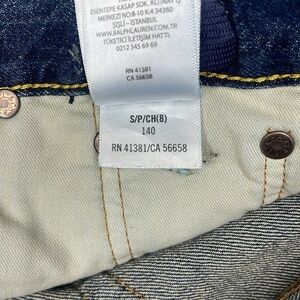 ESENTEPE KASAP SOK.
MERKEZİ NO:8-10 K:4 34360
ŞİŞLİ-İSTANBUL
WWW.RALPHLAUREN.COM.TR
TÜKETİCİ İLETİŞİM HATTI:
0212 345 69 69
RN 41381
CA 56658
S/P/CH(8)
140
RN 41381/CA 56658